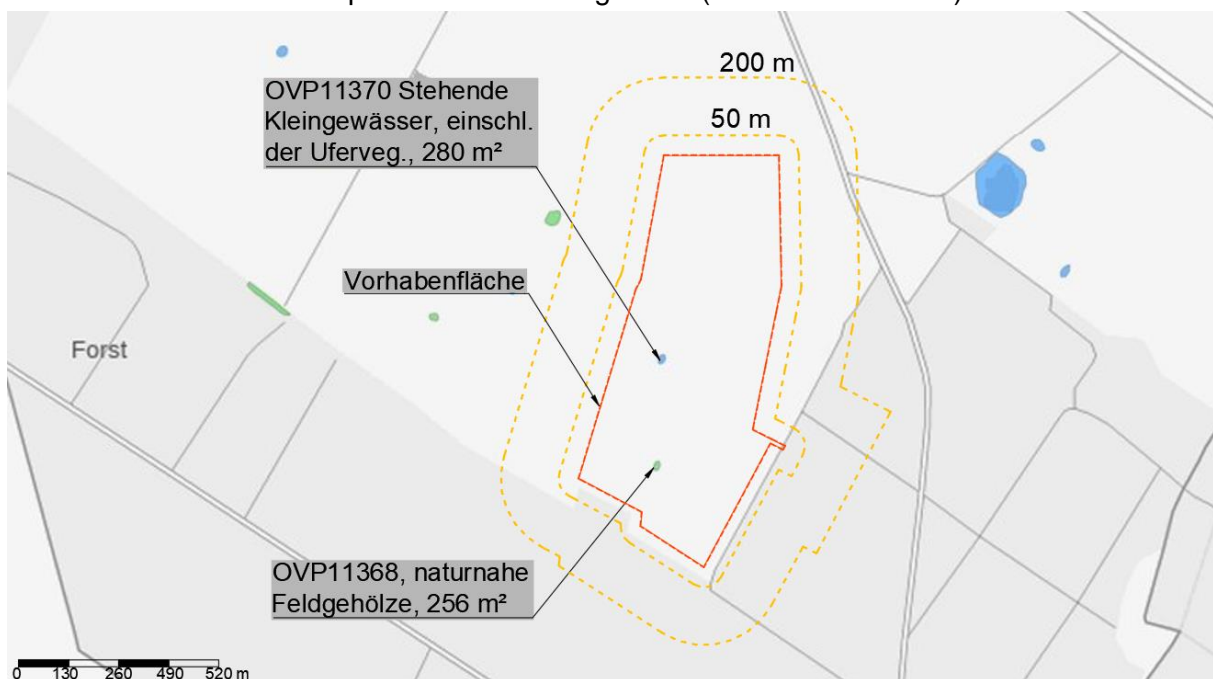 200 m
OVP11370 Stehende
Kleingewässer, einschl.
der Uferveg., 280 m²
50 m
Vorhabenfläche
Forst
OVP11368, naturnahe
Feldgehölze, 256 m²
0 130 260 490 520 m